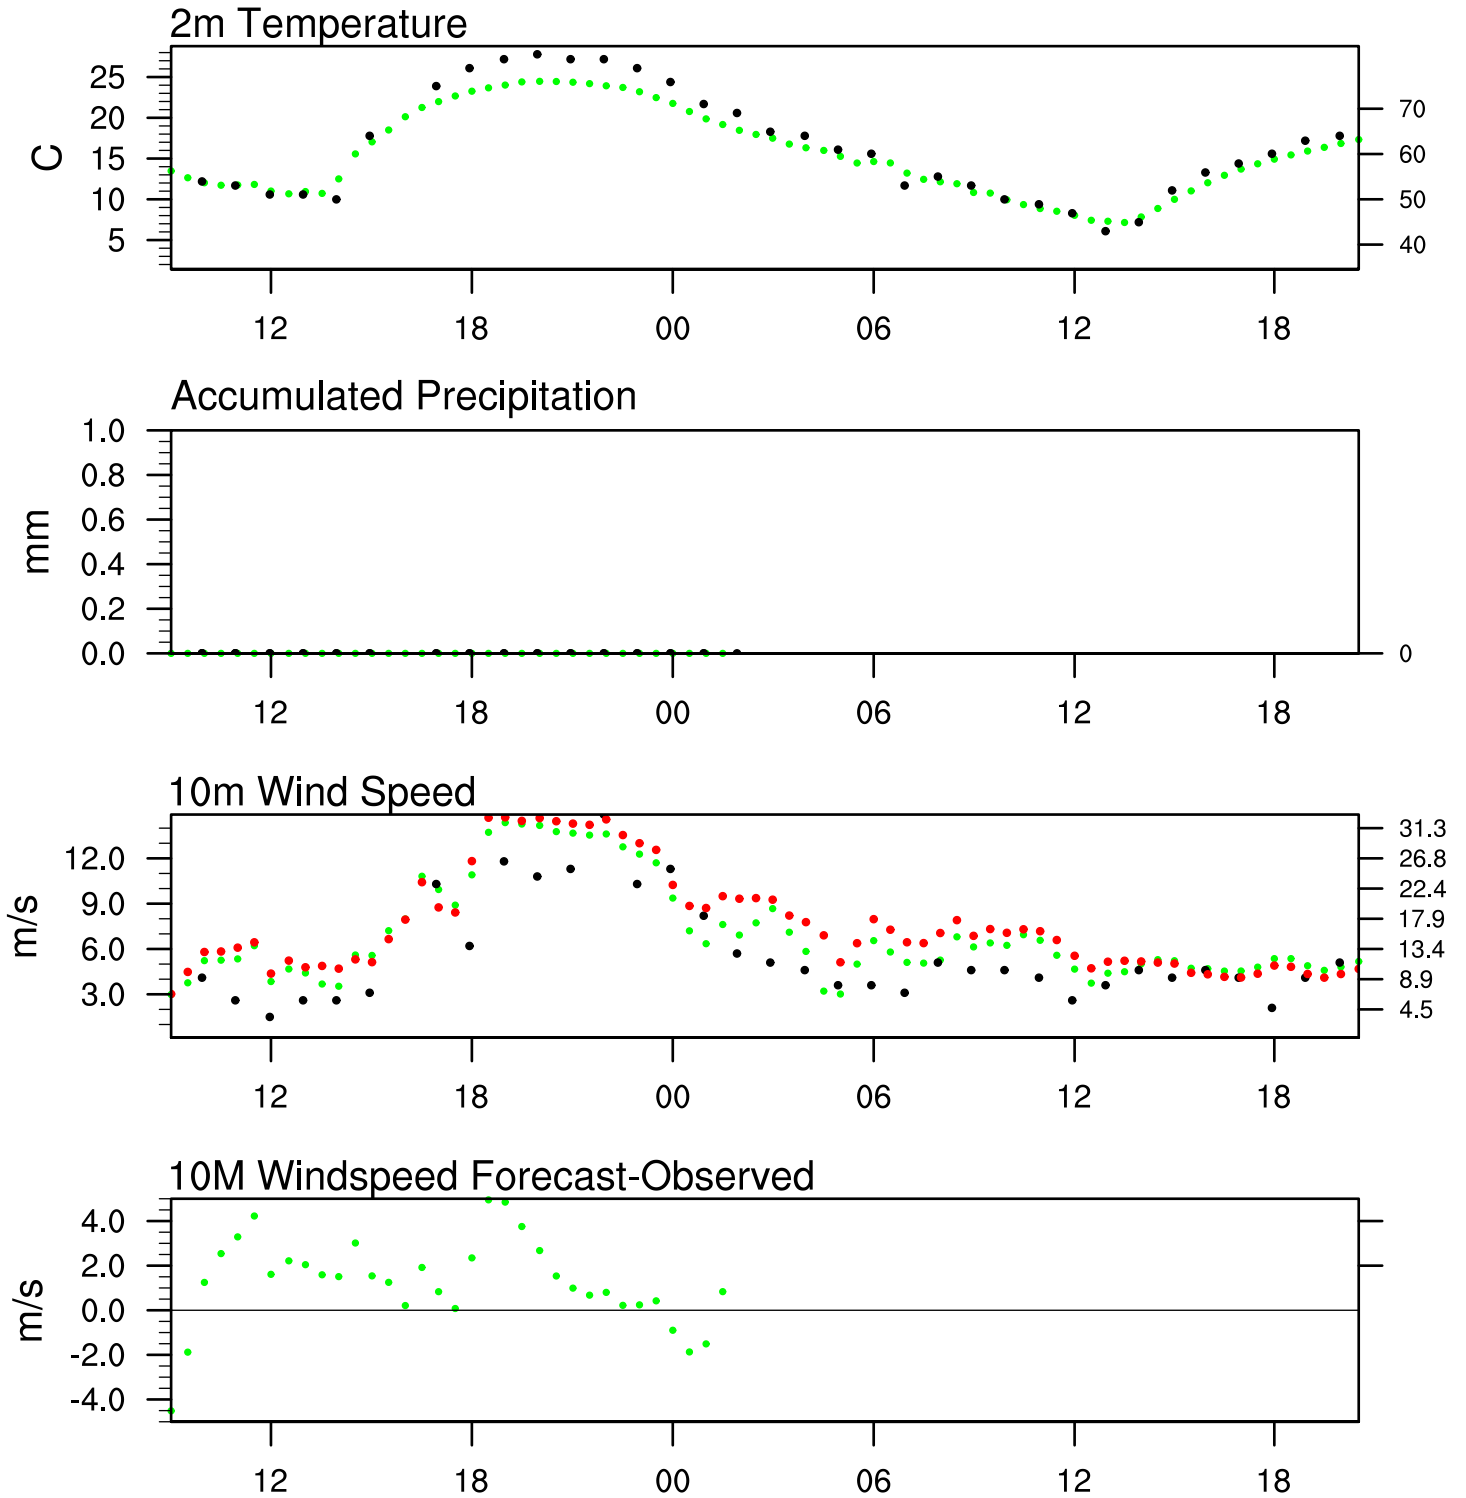 2m Temperature
25
20
15
10
5
C
70
60
50
40
12 18 00 06 12 18
Accumulated Precipitation
1.0
0.8
0.6
0.4
0.2
0.0
mm
0
12 18 00 06 12 18
10m Wind Speed
12.0
9.0
6.0
3.0
m/s
31.3
26.8
22.4
17.9
13.4
8.9
4.5
12 18 00 06 12 18
10M Windspeed Forecast-Observed
4.0
2.0
0.0
-2.0
-4.0
m/s
12 18 00 06 12 18